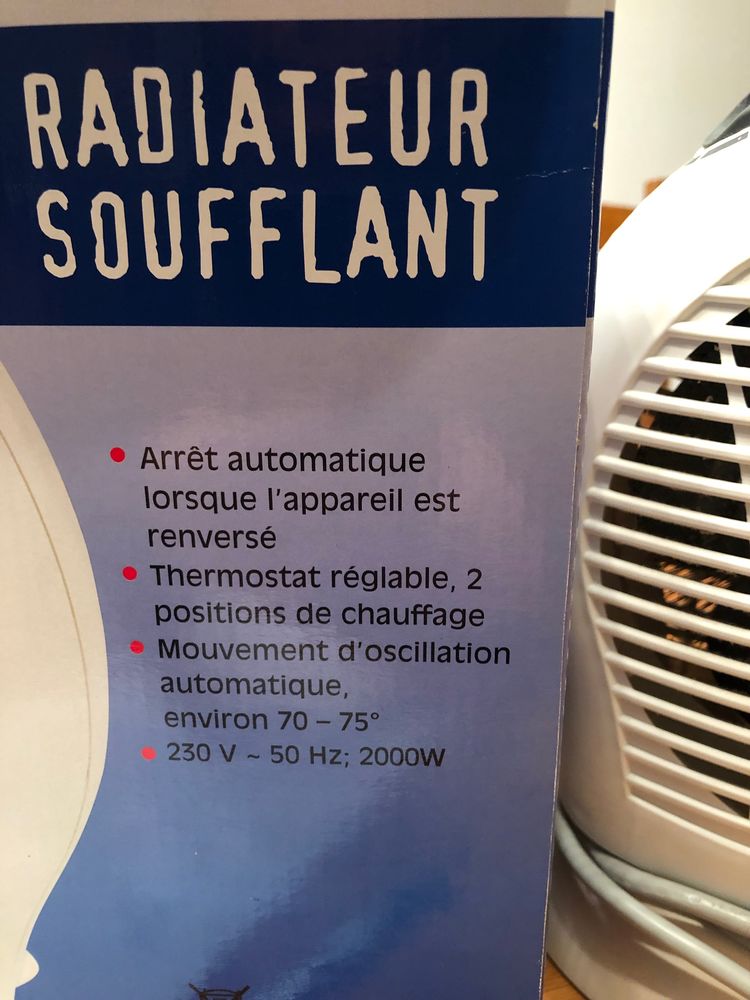 RADIATEUR
SOUFFLANT
• Arrêt automatique
lorsque l'appareil est
renversé
• Thermostat réglable, 2
positions de chauffage
• Mouvement d'oscillation
automatique,
environ 70 – 75°
• 230 V ~ 50 Hz; 2000W